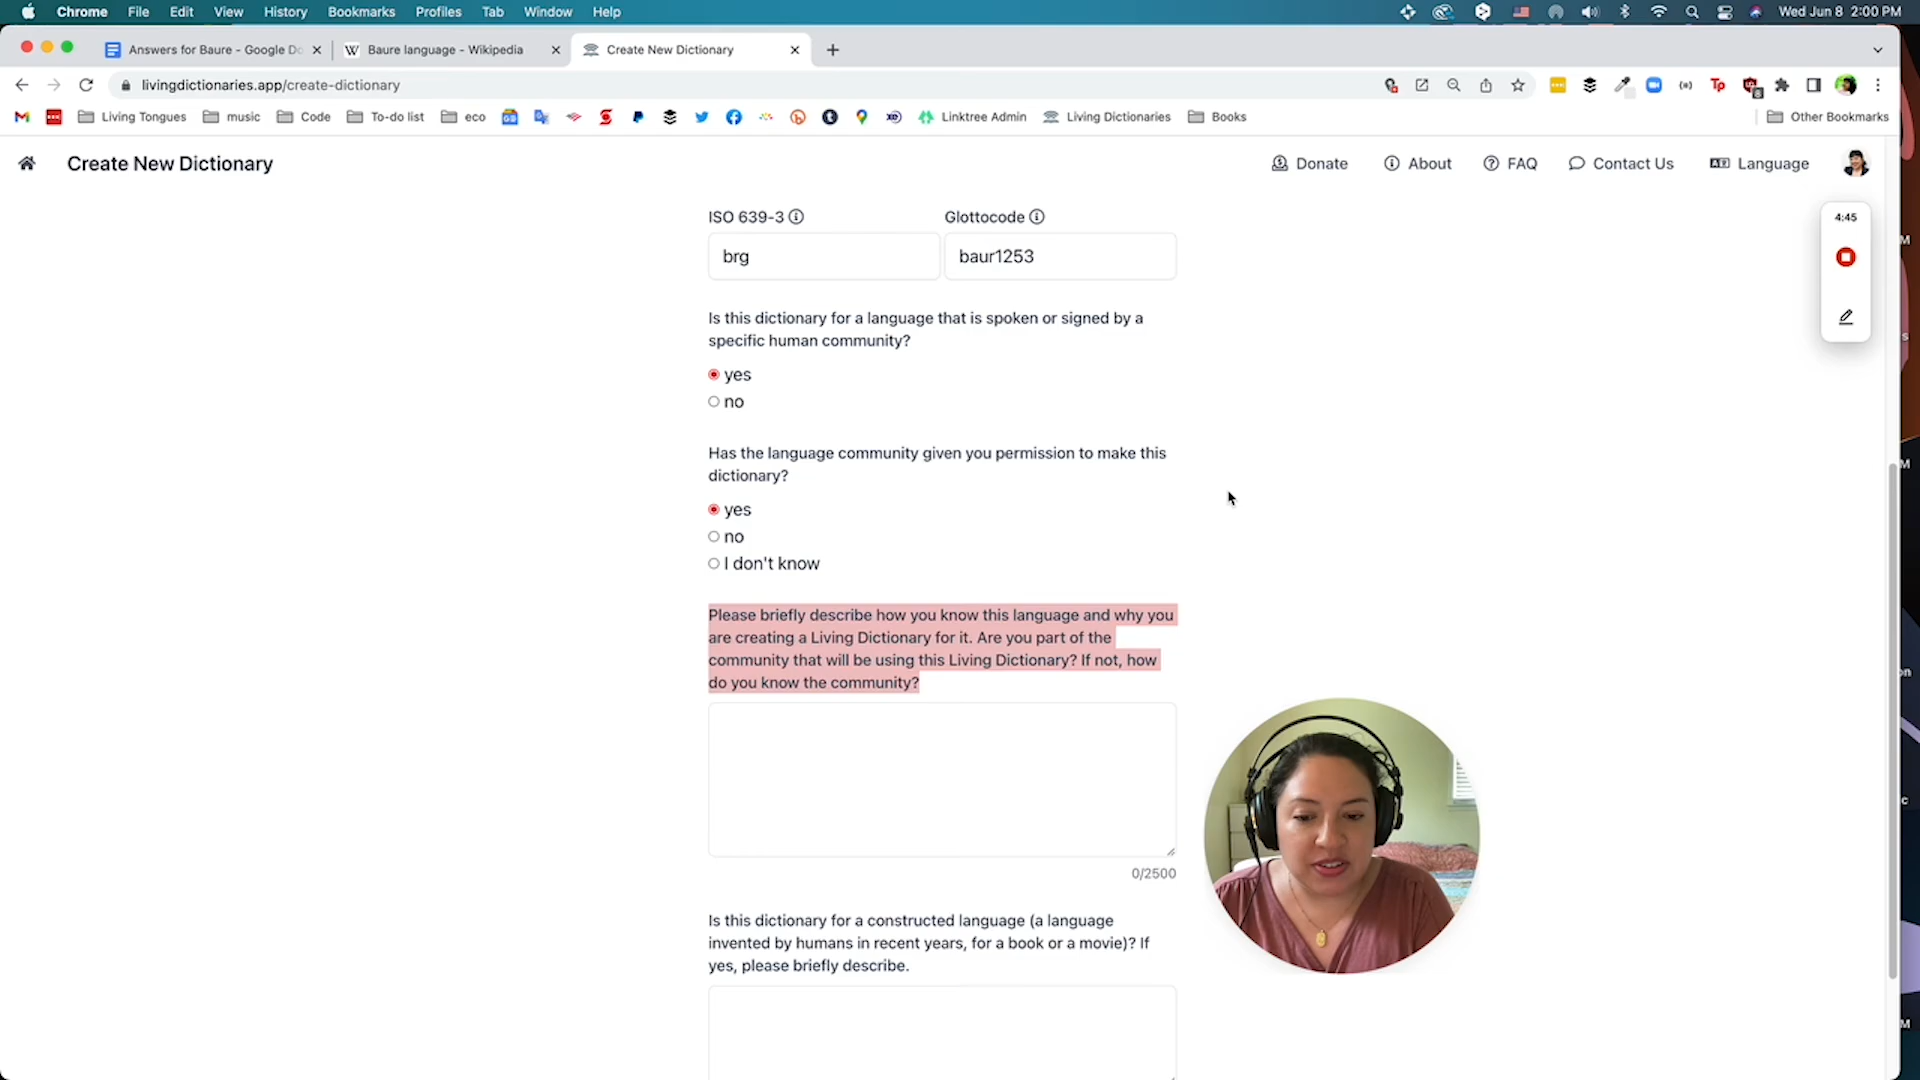 Chrome File Edit View History Bookmarks Profiles Tab Window Help Wed Jun 8 2:00 PM
Answers for Baure - Google Do Baure language - Wikipedia Create New Dictionary
livingdictionaries.app/create-dictionary
Living Tongues music Code To-do list eco Linktree Admin Living Dictionaries Books Other Bookmarks
Create New Dictionary Donate About FAQ Contact Us Language
ISO 639-3 Glottocode
4:45
brg baur1253
Is this dictionary for a language that is spoken or signed by a
specific human community?
yes
no
Has the language community given you permission to make this
dictionary?
yes
no
I don't know
Please briefly describe how you know this language and why you
are creating a Living Dictionary for it. Are you part of the
community that will be using this Living Dictionary? If not, how
do you know the community?
0/2500
Is this dictionary for a constructed language (a language
invented by humans in recent years, for a book or a movie)? If
yes, please briefly describe.